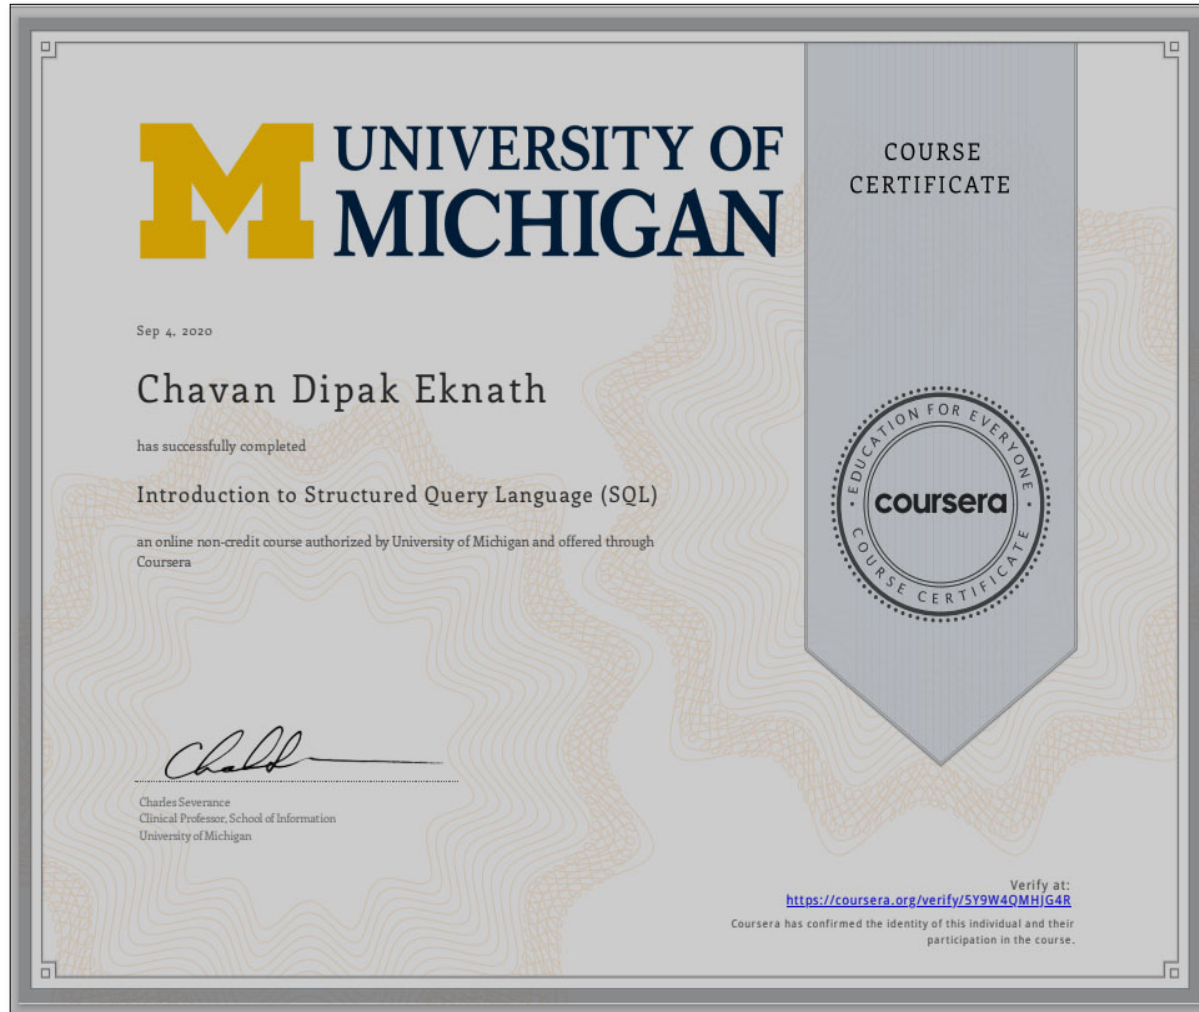 UNIVERSITY OF
MICHIGAN
COURSE
CERTIFICATE
Sep 4, 2020
Chavan Dipak Eknath
has successfully completed
Introduction to Structured Query Language (SQL)
an online non-credit course authorized by University of Michigan and offered through
Coursera
EDUCATION FOR EVERYONE
coursera
COURSE CERTIFICATE
Charles Severance
Clinical Professor, School of Information
University of Michigan
Verify at:
https://coursera.org/verify/5Y9W4QMHJG4R
Coursera has confirmed the identity of this individual and their
participation in the course.